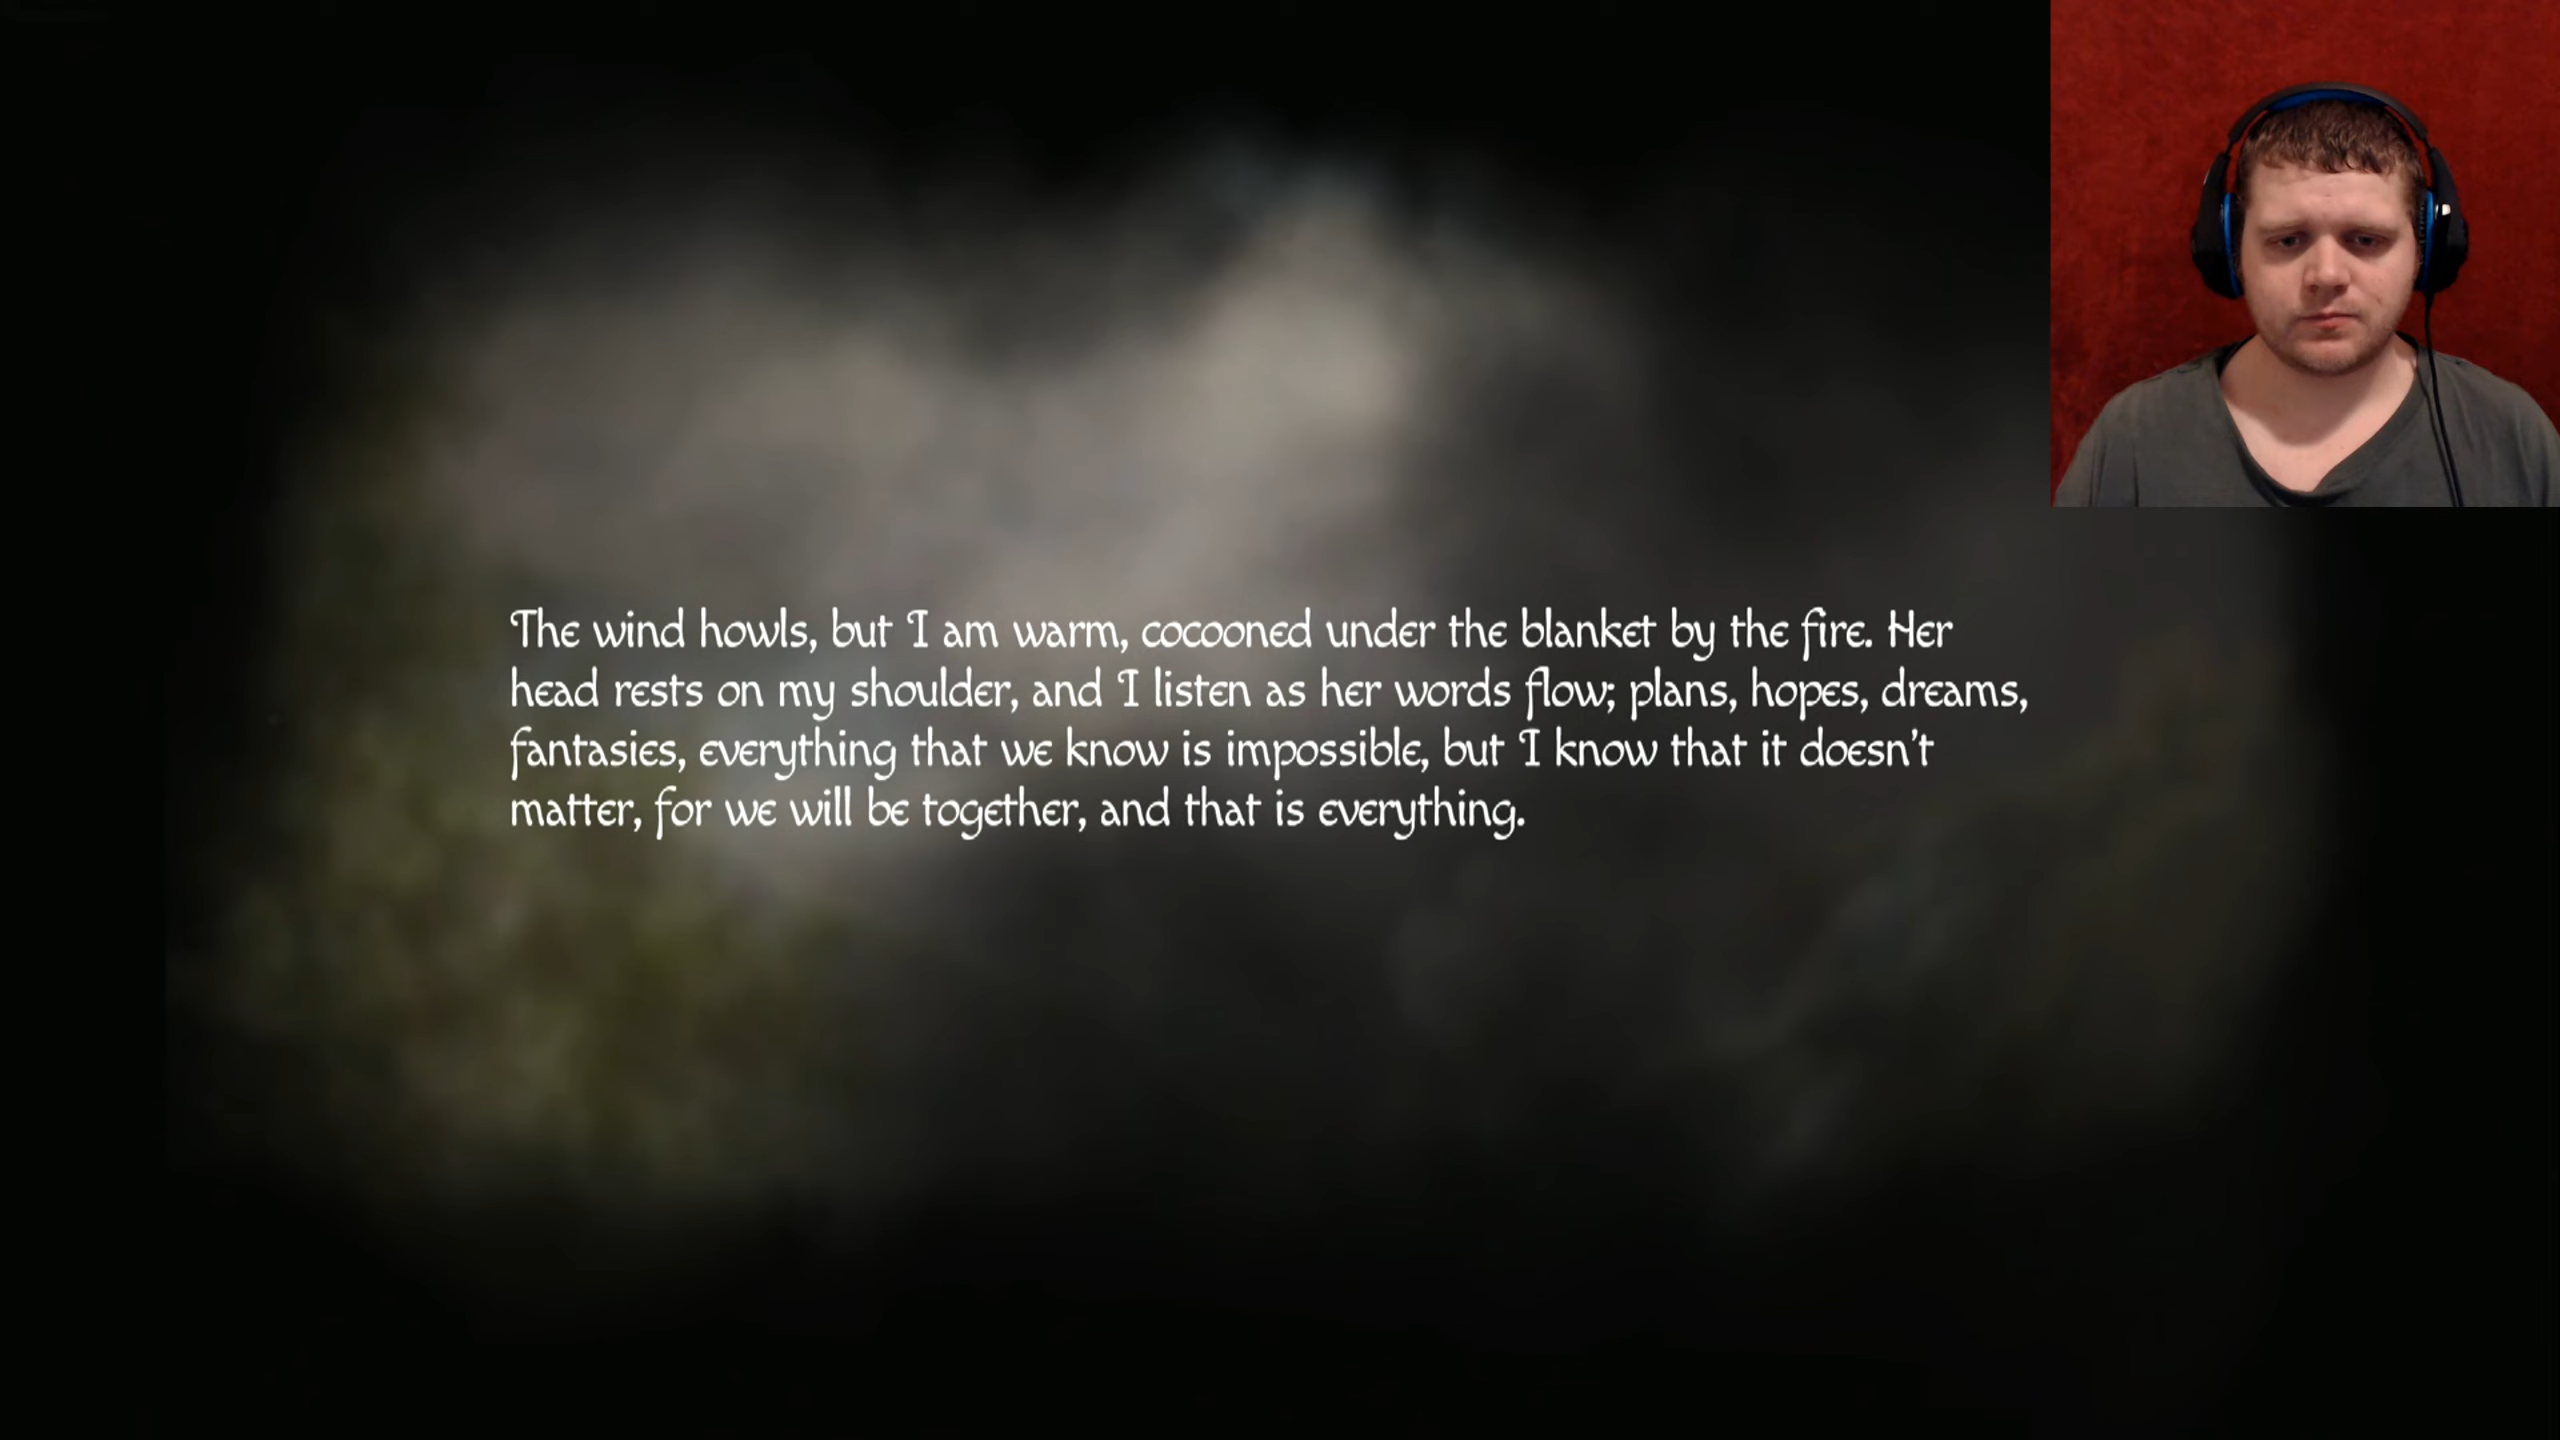 The wind howls, but I am warm, cocooned under the blanket by the fire. Her
head rests on my shoulder, and I listen as her words flow; plans, hopes, dreams,
fantasies, everything that we know is impossible, but I know that it doesn't
matter, for we will be together, and that is everything.